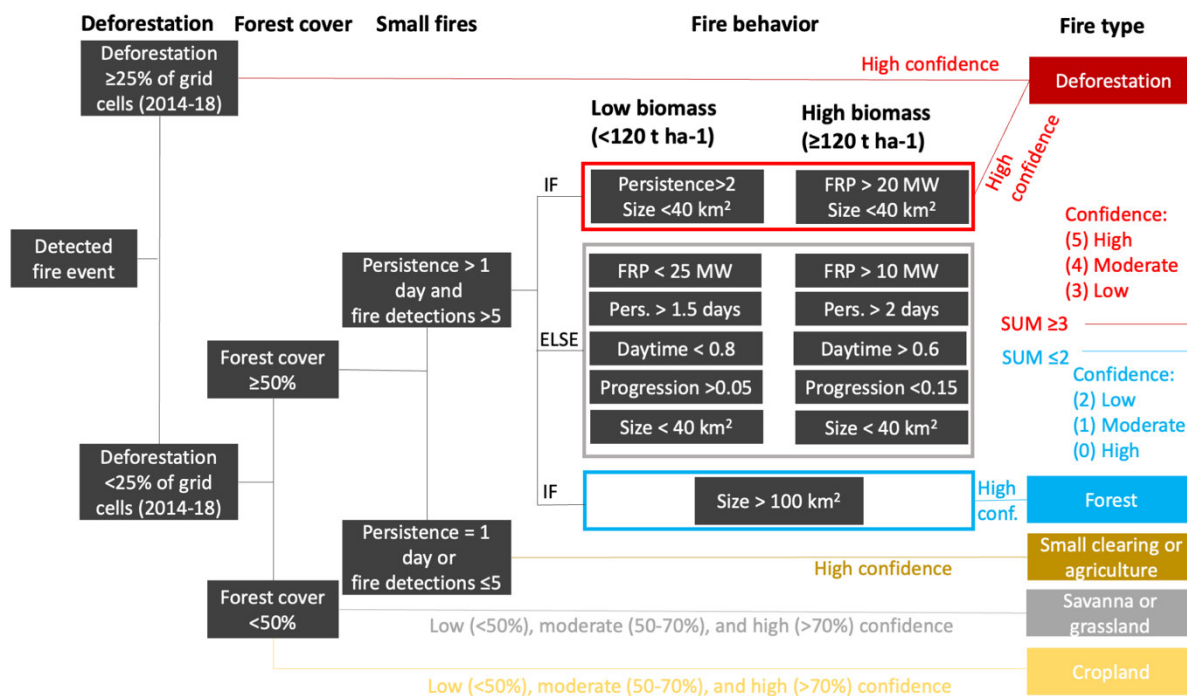 Deforestation
Forest cover
Small fires
Fire behavior
Fire type
Deforestation
≥25% of grid
cells (2014-18)
High confidence
Deforestation
Low biomass
(<120 t ha-1)
High biomass
(≥120 t ha-1)
High
confidence
IF
Persistence>2
Size <40 km²
FRP > 20 MW
Size <40 km²
Confidence:
(5) High
(4) Moderate
(3) Low
Detected
fire event
Persistence > 1
day and
fire detections >5
ELSE
FRP < 25 MW
Pers. > 1.5 days
Daytime < 0.8
Progression >0.05
Size < 40 km²
FRP > 10 MW
Pers. > 2 days
Daytime > 0.6
Progression <0.15
Size < 40 km²
SUM ≥3
SUM ≤2
Confidence:
(2) Low
(1) Moderate
(0) High
Forest cover
≥50%
Deforestation
<25% of grid
cells (2014-18)
IF
Size > 100 km²
High
conf.
Forest
Persistence = 1
day or
fire detections ≤5
High confidence
Small clearing or
agriculture
Forest cover
<50%
Low (<50%), moderate (50-70%), and high (>70%) confidence
Savanna or
grassland
Low (<50%), moderate (50-70%), and high (>70%) confidence
Cropland